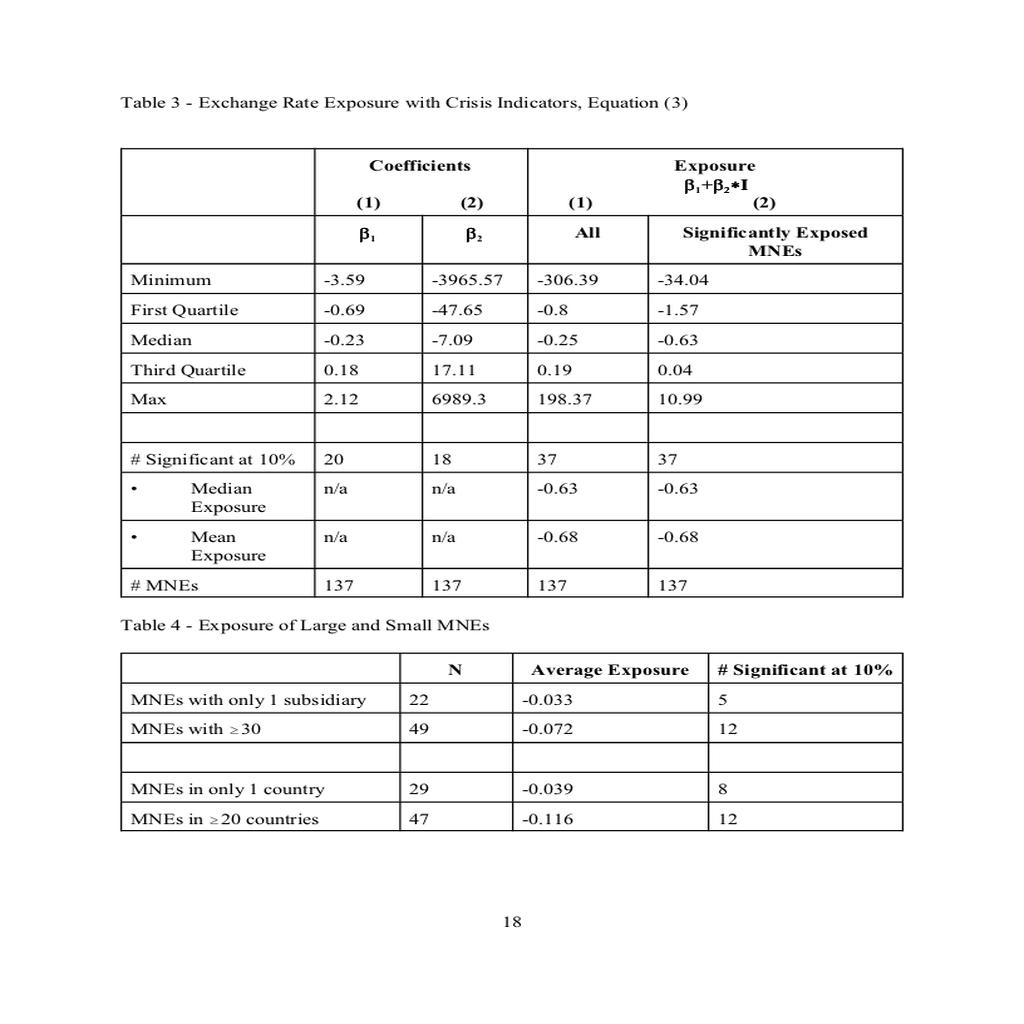 Table 3 - Exchange Rate Exposure with Crisis Indicators, Equation (3)
Coefficients Exposure
β₁+β₂∗I
(1) (2) (1) (2)
β₁ β₂ All Significantly Exposed
MNEs
Minimum -3.59 -3965.57 -306.39 -34.04
First Quartile -0.69 -47.65 -0.8 -1.57
Median -0.23 -7.09 -0.25 -0.63
Third Quartile 0.18 17.11 0.19 0.04
Max 2.12 6989.3 198.37 10.99
# Significant at 10% 20 18 37 37
• Median n/a n/a -0.63 -0.63
Exposure
• Mean n/a n/a -0.68 -0.68
Exposure
# MNEs 137 137 137 137
Table 4 - Exposure of Large and Small MNEs
N Average Exposure # Significant at 10%
MNEs with only 1 subsidiary 22 -0.033 5
MNEs with ≥30 49 -0.072 12
MNEs in only 1 country 29 -0.039 8
MNEs in ≥20 countries 47 -0.116 12
18